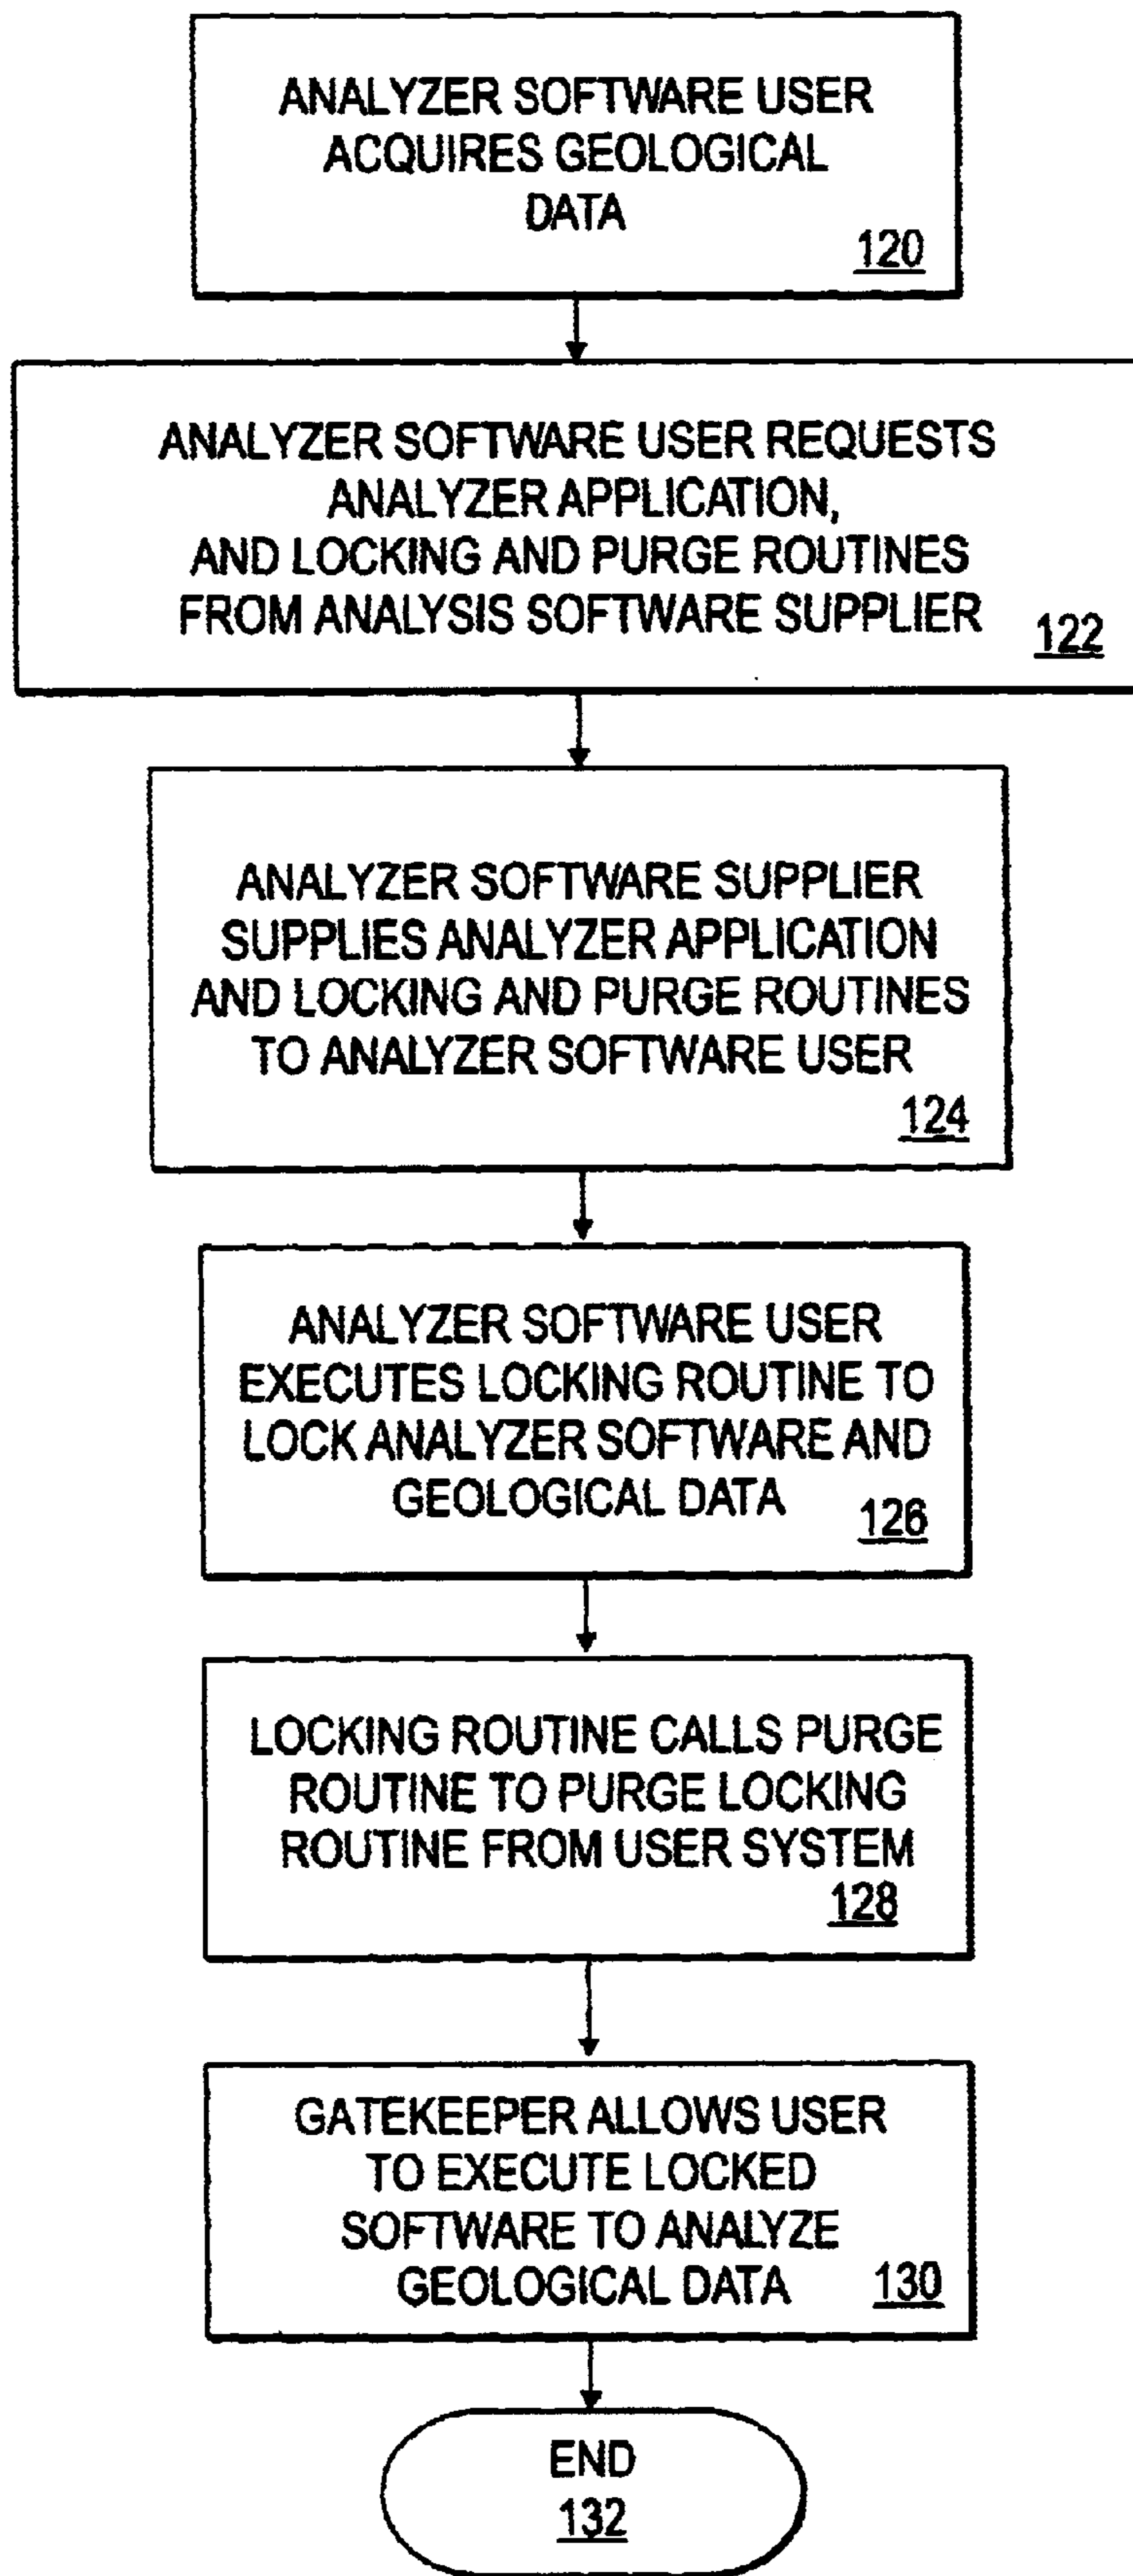 ANALYZER SOFTWARE USER
ACQUIRES GEOLOGICAL
DATA
120
ANALYZER SOFTWARE USER REQUESTS
ANALYZER APPLICATION,
AND LOCKING AND PURGE ROUTINES
FROM ANALYSIS SOFTWARE SUPPLIER
122
ANALYZER SOFTWARE SUPPLIER
SUPPLIES ANALYZER APPLICATION
AND LOCKING AND PURGE ROUTINES
TO ANALYZER SOFTWARE USER
124
ANALYZER SOFTWARE USER
EXECUTES LOCKING ROUTINE TO
LOCK ANALYZER SOFTWARE AND
GEOLOGICAL DATA
126
LOCKING ROUTINE CALLS PURGE
ROUTINE TO PURGE LOCKING
ROUTINE FROM USER SYSTEM
128
GATEKEEPER ALLOWS USER
TO EXECUTE LOCKED
SOFTWARE TO ANALYZE
GEOLOGICAL DATA
130
END
132